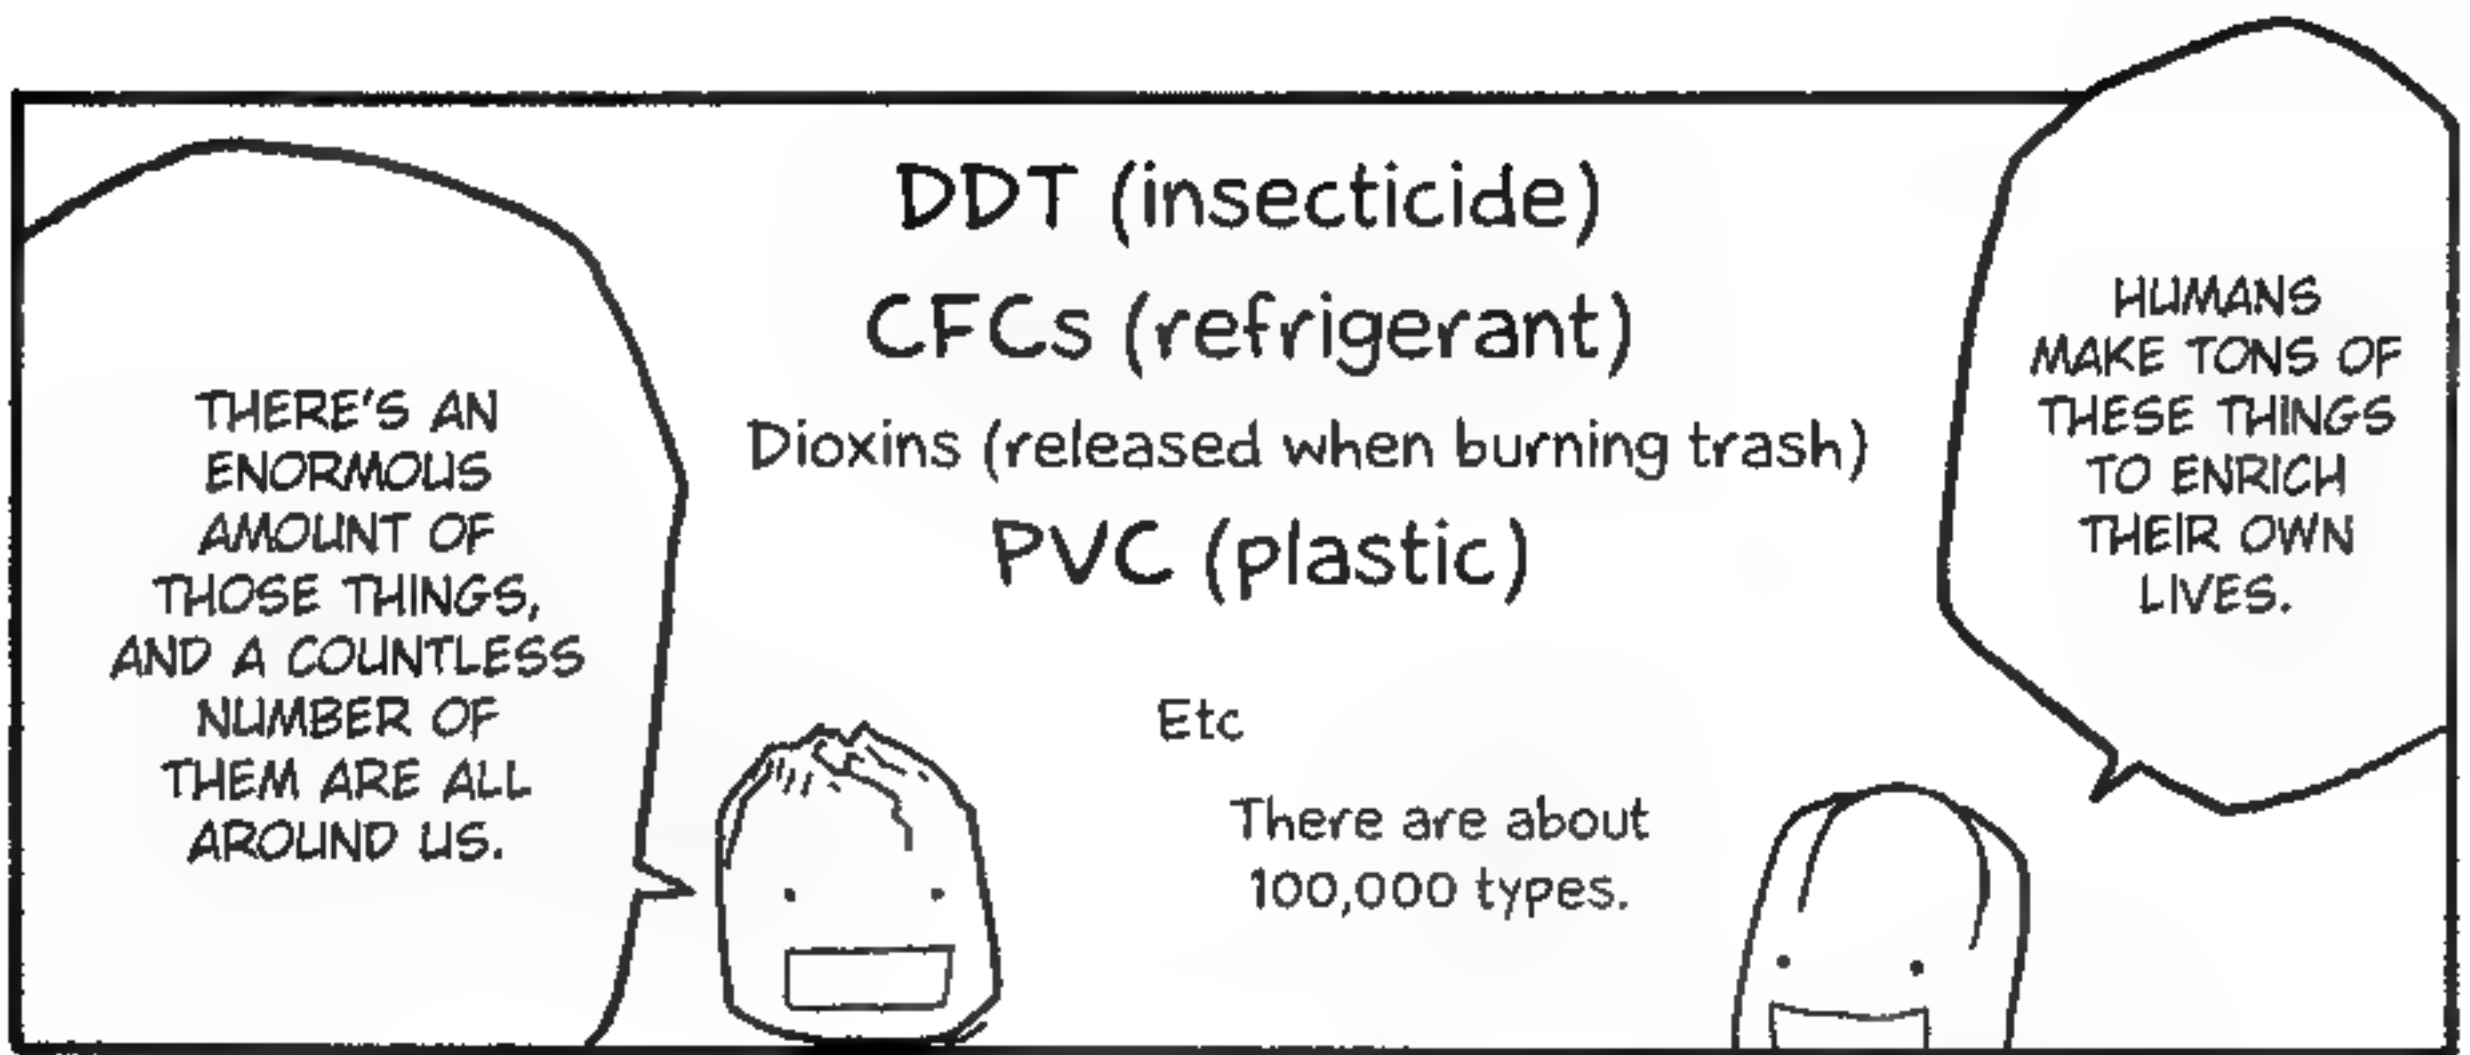 HUMANS
MAKE TONS OF
THESE THINGS
TO ENRICH
THEIR OWN
LIVES.
DDT (insecticide)
CFCs (refrigerant)
Dioxins (released when burning trash)
PVC (plastic)
Etc
There are about
100,000 types.
THERE'S AN
ENORMOUS
AMOUNT OF
THOSE THINGS,
AND A COUNTLESS
NUMBER OF
THEM ARE ALL
AROUND US.